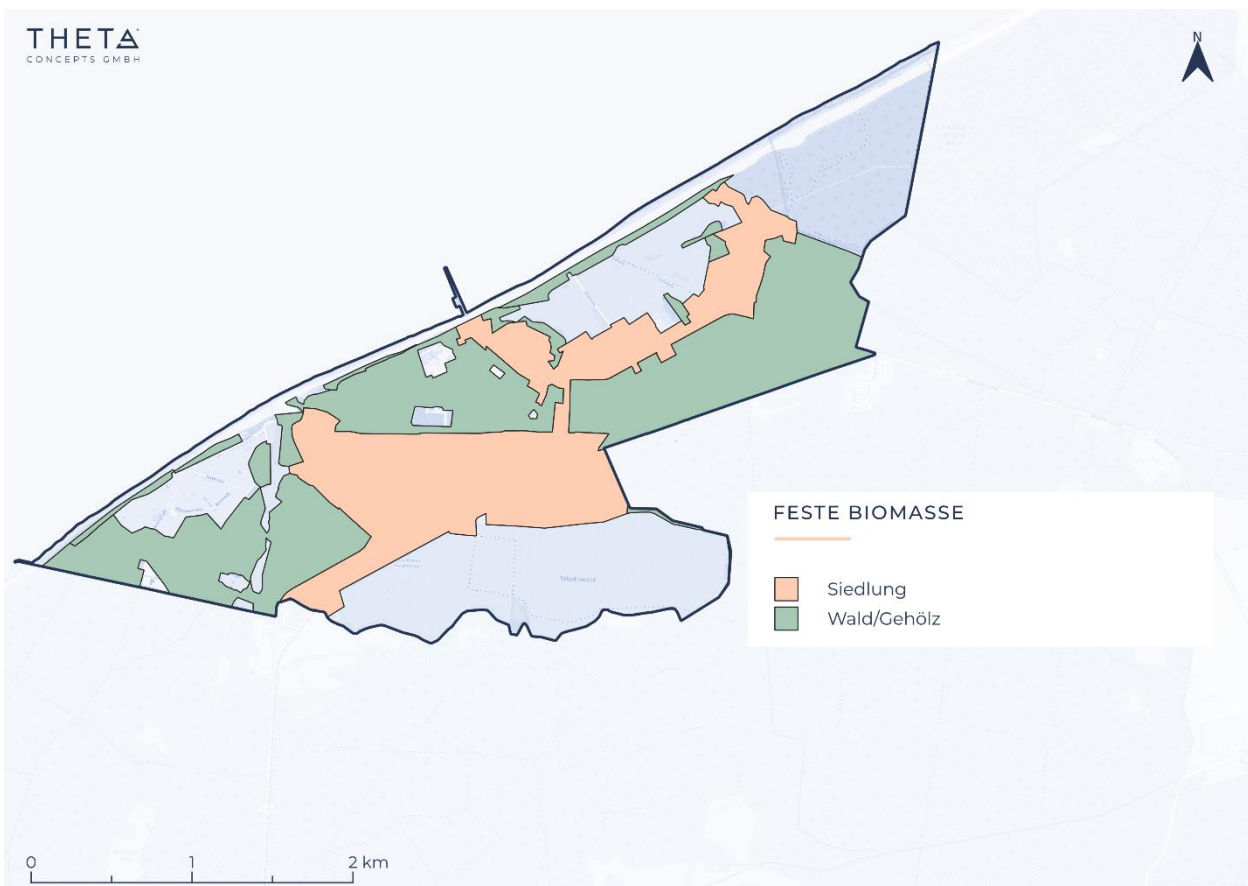 THETA
CONCEPTS GMBH
N
FESTE BIOMASSE
Siedlung
Wald/Gehölz
0 1 2 km